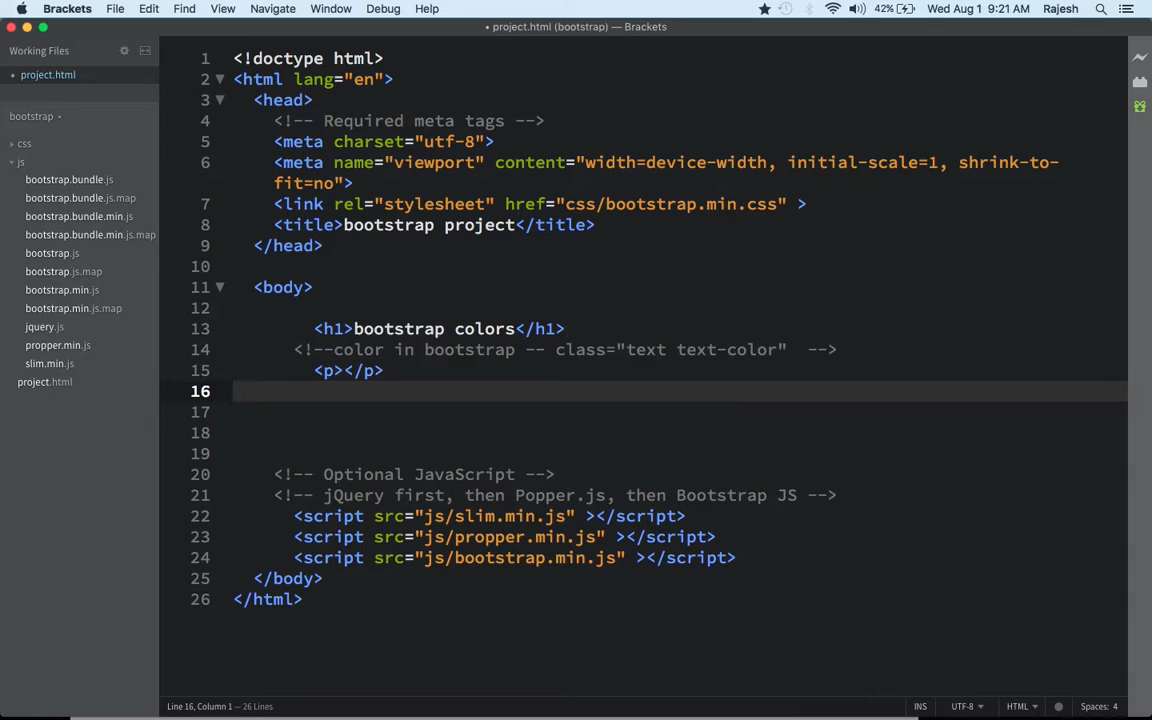 Brackets File Edit Find View Navigate Window Debug Help 42% Wed Aug 1 9:21 AM Rajesh
• project.html (bootstrap) — Brackets
Working Files
• project.html
bootstrap
css
js
bootstrap.bundle.js
bootstrap.bundle.js.map
bootstrap.bundle.min.js
bootstrap.bundle.min.js.map
bootstrap.js
bootstrap.js.map
bootstrap.min.js
bootstrap.min.js.map
jquery.js
propper.min.js
slim.min.js
project.html
1 <!doctype html>
2 <html lang="en">
3 <head>
4 <!-- Required meta tags -->
5 <meta charset="utf-8">
6 <meta name="viewport" content="width=device-width, initial-scale=1, shrink-to-
fit=no">
7 <link rel="stylesheet" href="css/bootstrap.min.css" >
8 <title>bootstrap project</title>
9 </head>
10
11 <body>
12
13 <h1>bootstrap colors</h1>
14 <!--color in bootstrap -- class="text text-color"  -->
15 <p></p>
16
17
18
19
20 <!-- Optional JavaScript -->
21 <!-- jQuery first, then Popper.js, then Bootstrap JS -->
22 <script src="js/slim.min.js" ></script>
23 <script src="js/propper.min.js" ></script>
24 <script src="js/bootstrap.min.js" ></script>
25 </body>
26 </html>
Line 16, Column 1 — 26 Lines INS UTF-8 HTML Spaces: 4